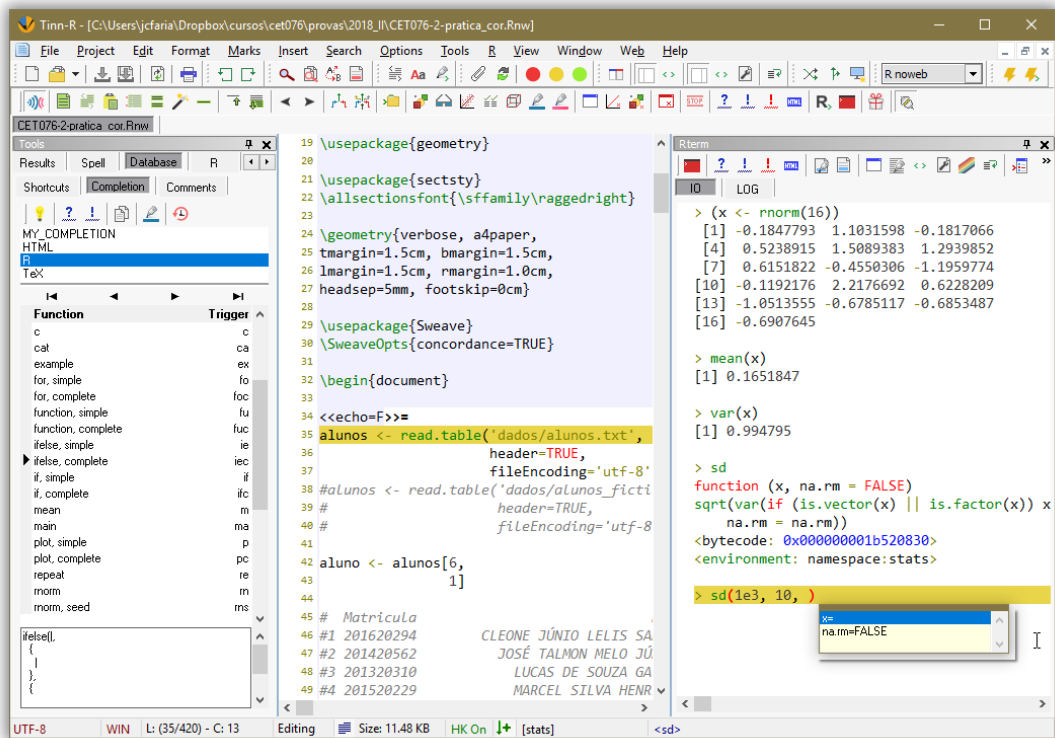 Tinn-R - [C:\Users\jcfaria\Dropbox\cursos\cet076\provas\2018_II\CET076-2-pratica_cor.Rnw]
File Project Edit Format Marks Insert Search Options Tools R View Window Web Help
R noweb
CET076-2-pratica_cor.Rnw
Tools
Results Spell Database R
Shortcuts Completion Comments
MY_COMPLETION
HTML
R
TeX
Function Trigger
c c
cat ca
example ex
for, simple fo
for, complete foc
function, simple fu
function, complete fuc
ifelse, simple ie
ifelse, complete iec
if, simple if
if, complete ifc
mean m
main ma
plot, simple p
plot, complete pc
repeat re
rnorm rn
rnorm, seed rns
ifelse(|,
{
|
},
{
19 \usepackage{geometry}
20
21 \usepackage{sectsty}
22 \allsectionsfont{\sffamily\raggedright}
23
24 \geometry{verbose, a4paper,
25 tmargin=1.5cm, bmargin=1.5cm,
26 lmargin=1.5cm, rmargin=1.0cm,
27 headsep=5mm, footskip=0cm}
28
29 \usepackage{Sweave}
30 \SweaveOpts{concordance=TRUE}
31
32 \begin{document}
33
34 <<echo=F>>=
35 alunos <- read.table('dados/alunos.txt',
36 header=TRUE,
37 fileEncoding='utf-8'
38 #alunos <- read.table('dados/alunos_ficti
39 # header=TRUE,
40 # fileEncoding='utf-8
41
42 aluno <- alunos[6,
43 1]
44
45 # Matricula
46 #1 201620294 CLEONE JÚNIO LELIS SA
47 #2 201420562 JOSÉ TALMON MELO JÚ
48 #3 201520310 LUCAS DE SOUZA GA
49 #4 201520229 MARCEL SILVA HENR
Rterm
IO LOG
> (x <- rnorm(16))
[1] -0.1847793 1.1031598 -0.1817066
[4] 0.5238915 1.5089383 1.2939852
[7] 0.6151822 -0.4550306 -1.1959774
[10] -0.1192176 2.2176692 0.6228209
[13] -1.0513555 -0.6785117 -0.6853487
[16] -0.6907645
> mean(x)
[1] 0.1651847
> var(x)
[1] 0.994795
> sd
function (x, na.rm = FALSE)
sqrt(var(if (is.vector(x) || is.factor(x)) x
na.rm = na.rm))
<bytecode: 0x000000001b520830>
<environment: namespace:stats>
> sd(1e3, 10, )
x=
na.rm=FALSE
UTF-8 WIN L: (35/420) - C: 13 Editing Size: 11.48 KB HK On [stats] <sd>